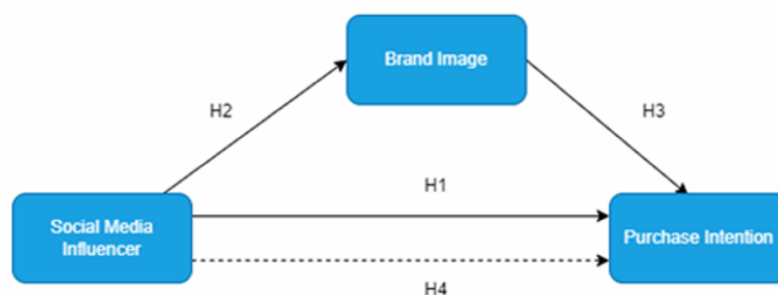 Brand Image
H2
H3
H1
Social Media
Influencer
Purchase Intention
H4